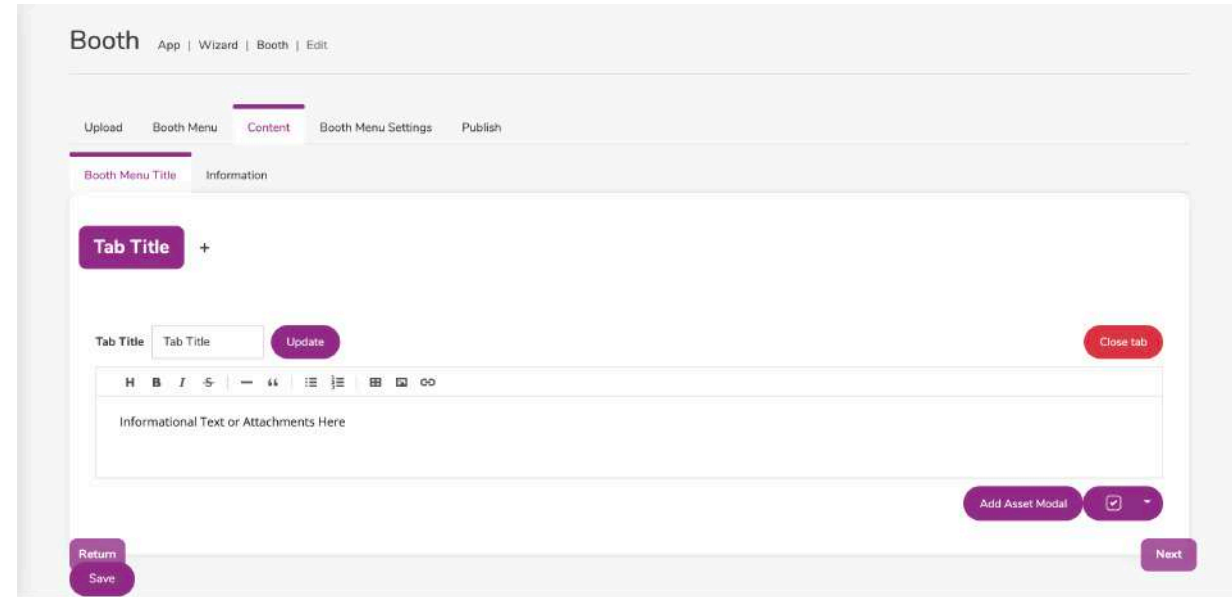 Booth App | Wizard | Booth | Edit
Upload Booth Menu Content Booth Menu Settings Publish
Booth Menu Title Information
Tab Title +
Tab Title Tab Title Update Close tab
H B I S — “ 
Informational Text or Attachments Here
Add Asset Modal
Return Next
Save